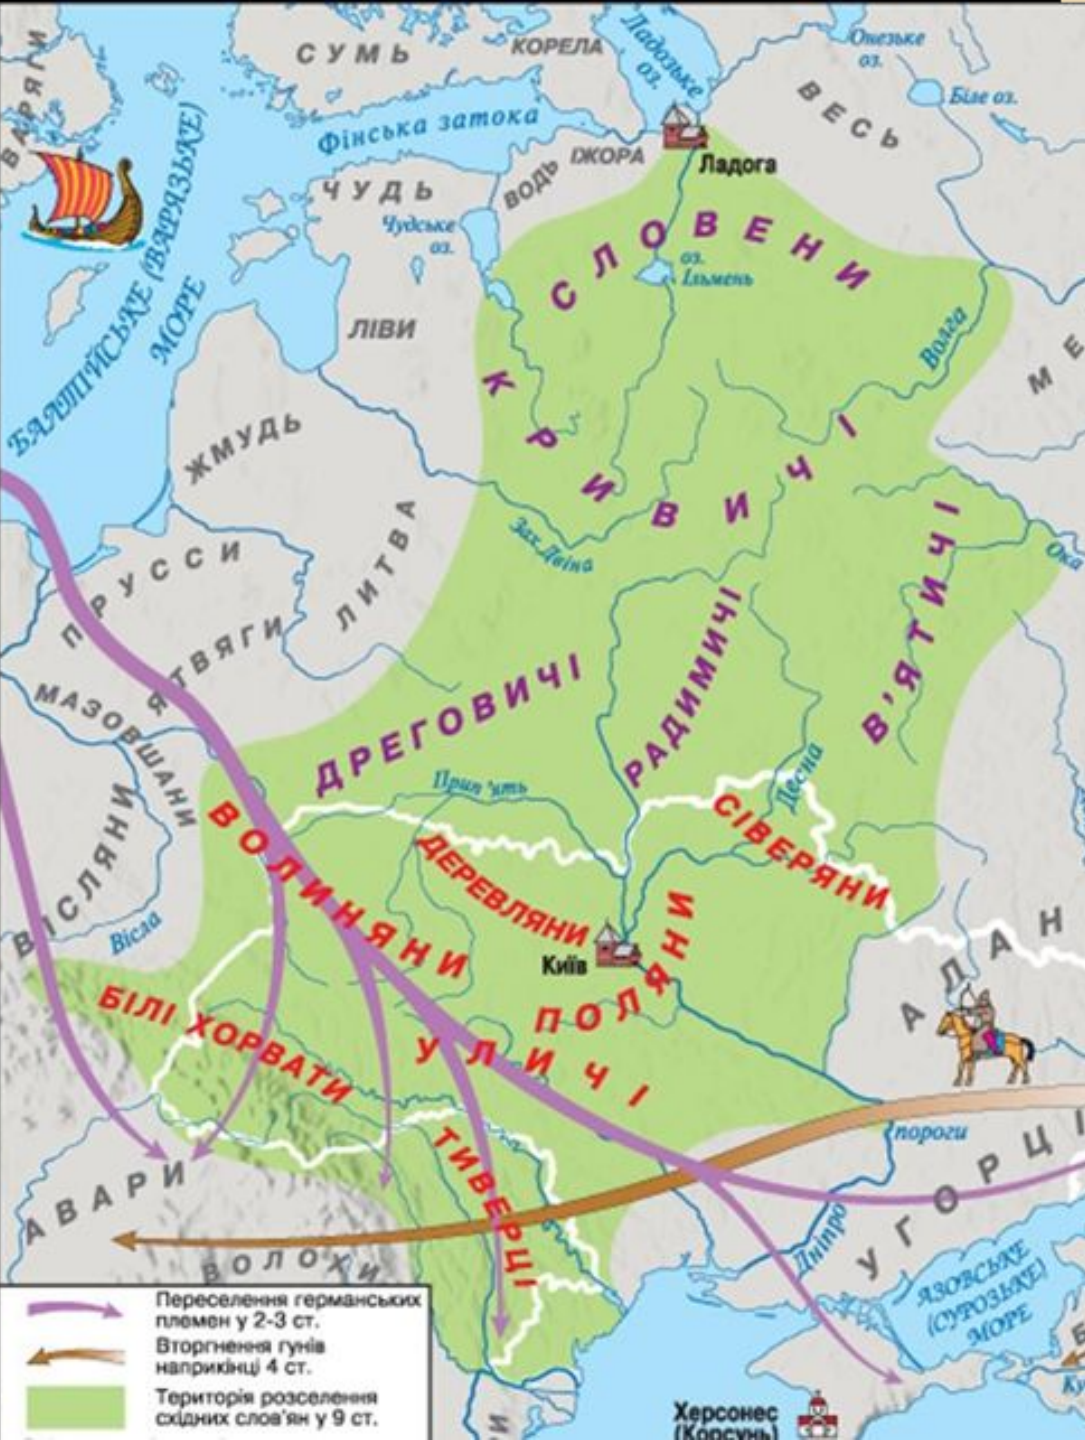 ВАРЯГИ
СУМЬ
КОРЕЛА
Ладозьке
оз.
Онезьке
оз.
Біле оз.
ВЕСЬ
Фінська затока
ІЖОРА
ВОДЬ
Ладога
ЧУДЬ
Чудське
оз.
СЛОВЕНИ
оз.
Ільмень
БАЛТІЙСЬКЕ (ВАРЯЗЬКЕ)
МОРЕ
ЛІВИ
Волга
МЕ
КРИВИЧІ
ЖМУДЬ
ЛИТВА
Зах. Двіна
В'ЯТИЧІ
Ока
ПРУССИ
ЯТВЯГИ
РАДИМИЧІ
ДРЕГОВИЧІ
МАЗОВШАНИ
Прип'ять
Десна
СІВЕРЯНИ
ВОЛИНЯНИ
ДЕРЕВЛЯНИ
ВІСЛЯНИ
Вісла
Київ
ПОЛЯНИ
АЛАН
БІЛІ ХОРВАТИ
УЛИЧІ
ТИВЕРЦІ
пороги
УГОРЦІ
АВАРИ
ВОЛОХИ
Дніпро
АЗОВСЬКЕ
(СУРОЗЬКЕ)
МОРЕ
Ку
Переселення германських
племен у 2-3 ст.
Вторгнення гунів
наприкінці 4 ст.
Територія розселення
східних слов'ян у 9 ст.
Херсонес
(Корсунь)